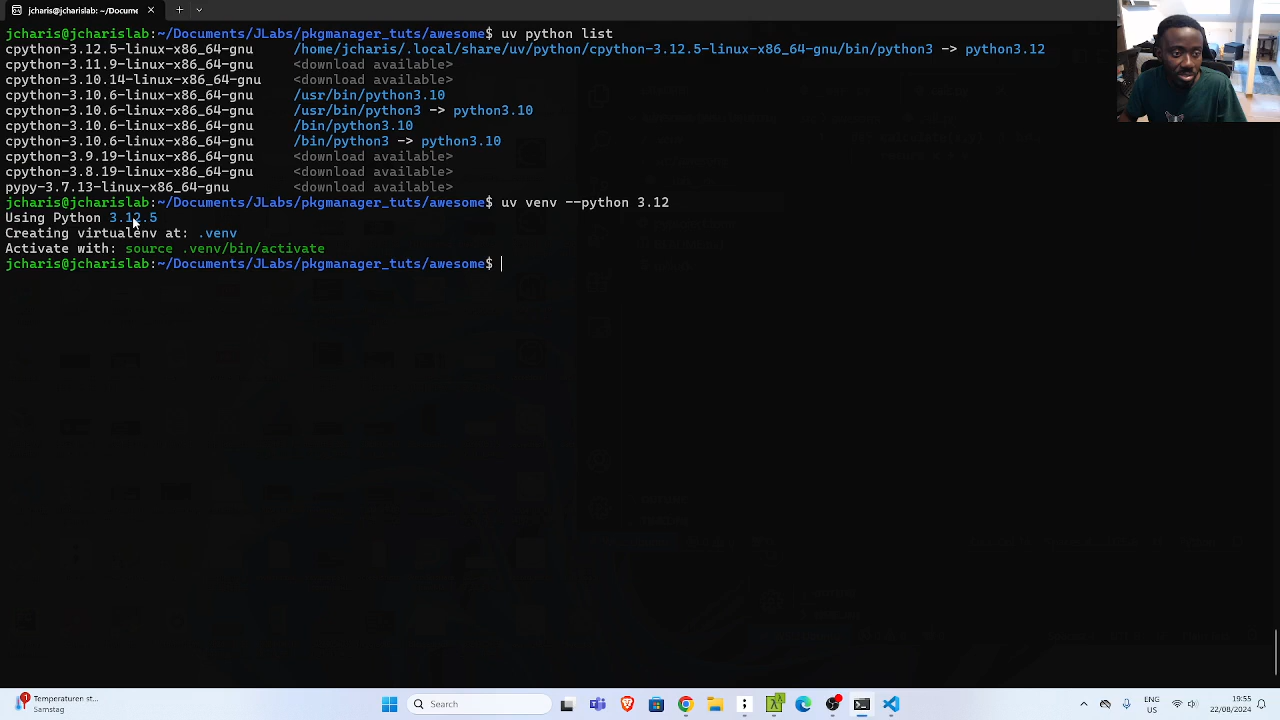 jcharis@jcharislab: ~/Docume
jcharis@jcharislab:~/Documents/JLabs/pkgmanager_tuts/awesome$ uv python list
cpython-3.12.5-linux-x86_64-gnu /home/jcharis/.local/share/uv/python/cpython-3.12.5-linux-x86_64-gnu/bin/python3 -> python3.12
cpython-3.11.9-linux-x86_64-gnu <download available>
cpython-3.10.14-linux-x86_64-gnu <download available>
cpython-3.10.6-linux-x86_64-gnu /usr/bin/python3.10
cpython-3.10.6-linux-x86_64-gnu /usr/bin/python3 -> python3.10
cpython-3.10.6-linux-x86_64-gnu /bin/python3.10
cpython-3.10.6-linux-x86_64-gnu /bin/python3 -> python3.10
cpython-3.9.19-linux-x86_64-gnu <download available>
cpython-3.8.19-linux-x86_64-gnu <download available>
pypy-3.7.13-linux-x86_64-gnu <download available>
jcharis@jcharislab:~/Documents/JLabs/pkgmanager_tuts/awesome$ uv venv --python 3.12
Using Python 3.12.5
Creating virtualenv at: .venv
Activate with: source .venv/bin/activate
jcharis@jcharislab:~/Documents/JLabs/pkgmanager_tuts/awesome$
Temperaturen st...
Samstag
Search
ENG
US
19:55
22/08/2024